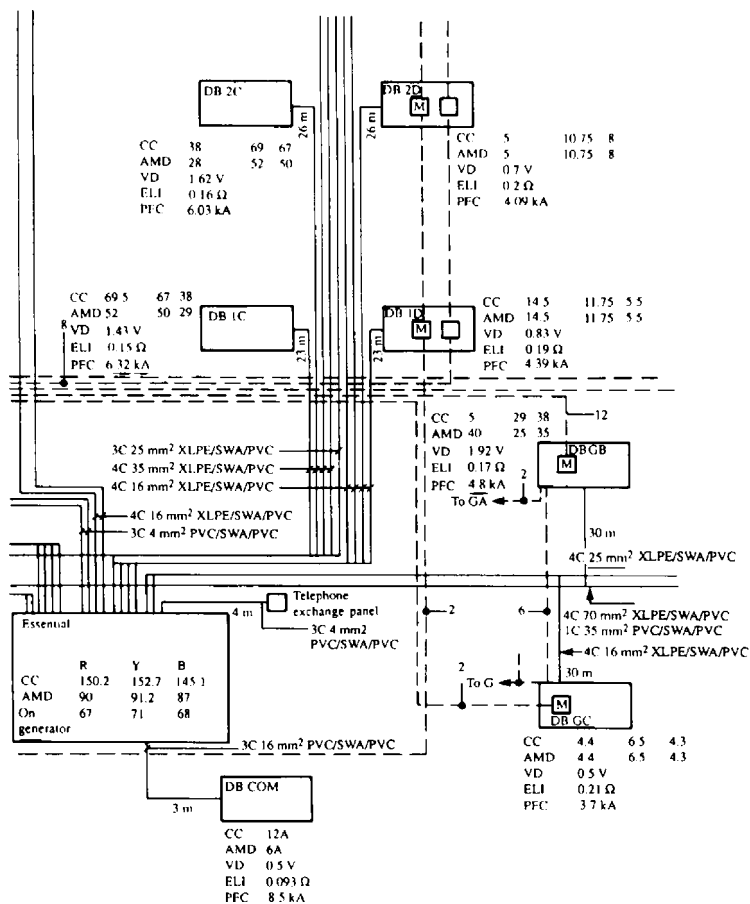 DB 2C
DB 2D
M
26 m
26 m
CC 38 69 67
AMD 28 52 50
VD 1.62 V
ELI 0.16 Ω
PFC 6.03 kA
CC 5 10.75 8
AMD 5 10.75 8
VD 0.7 V
ELI 0.2 Ω
PFC 4.09 kA
CC 69.5 67 38
AMD 52 50 29
VD 1.43 V
ELI 0.15 Ω
PFC 6.32 kA
8
DB 1C
DB 1D
M
23 m
23 m
CC 14.5 11.75 5.5
AMD 14.5 11.75 5.5
VD 0.83 V
ELI 0.19 Ω
PFC 4.39 kA
12
CC 5 29 38
AMD 40 25 35
VD 1.92 V
ELI 0.17 Ω
PFC 4.8 kA
DB GB
M
2
To GA
3C 25 mm² XLPE/SWA/PVC
4C 35 mm² XLPE/SWA/PVC
4C 16 mm² XLPE/SWA/PVC
4C 16 mm² XLPE/SWA/PVC
3C 4 mm² PVC/SWA/PVC
30 m
4C 25 mm² XLPE/SWA/PVC
4 m
Telephone
exchange panel
3C 4 mm2
PVC/SWA/PVC
2
6
4C 70 mm² XLPE/SWA/PVC
1C 35 mm² PVC/SWA/PVC
4C 16 mm² XLPE/SWA/PVC
Essential
R Y B
CC 150.2 152.7 145.1
AMD 90 91.2 87
On 67 71 68
generator
2
To G
30 m
M
DB GC
3C 16 mm² PVC/SWA/PVC
CC 4.4 6.5 4.3
AMD 4.4 6.5 4.3
VD 0.5 V
ELI 0.21 Ω
PFC 3.7 kA
3 m
DB COM
CC 12A
AMD 6A
VD 0.5 V
ELI 0.093 Ω
PFC 8.5 kA